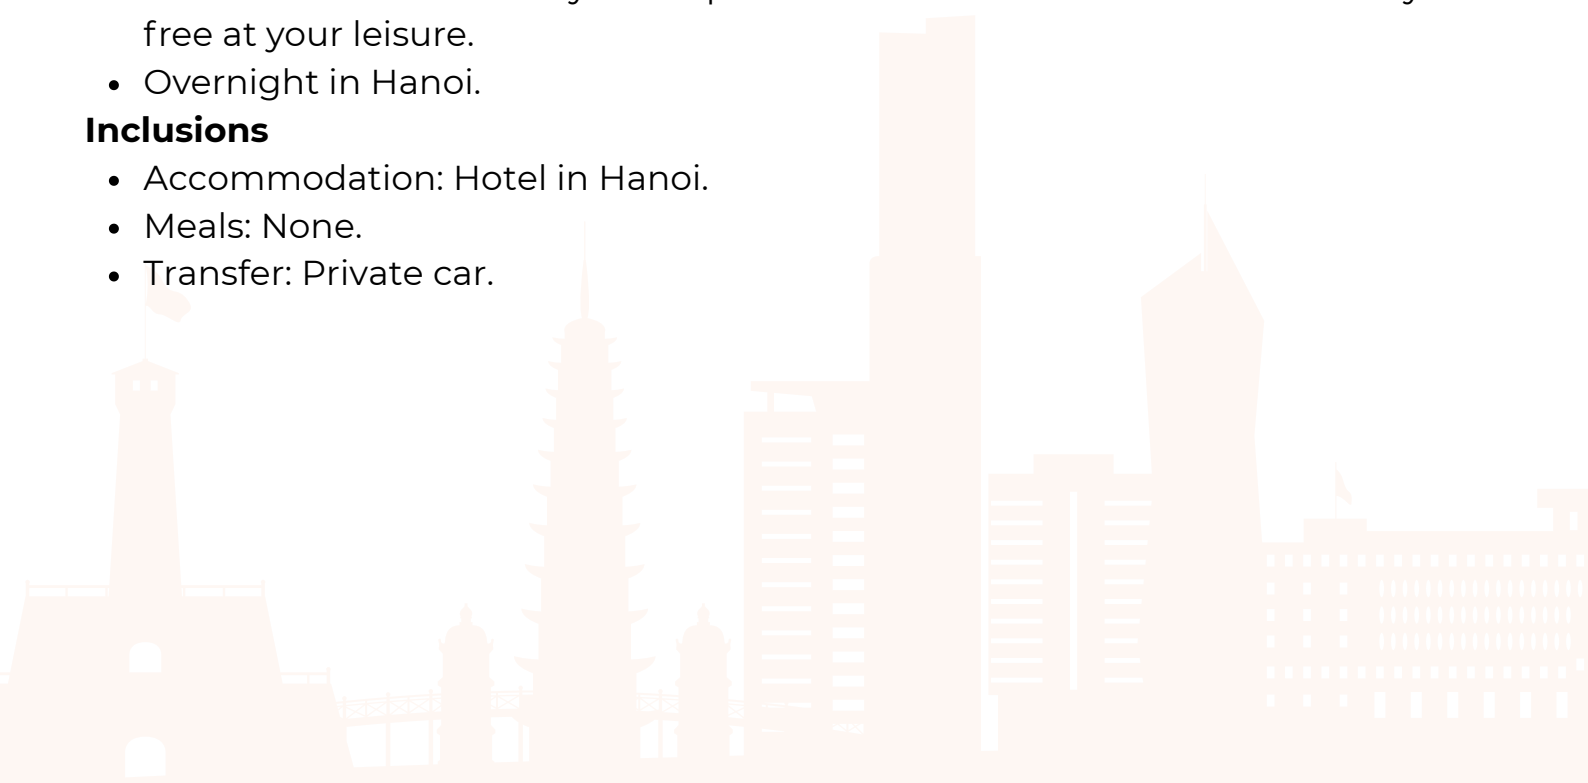 free at your leisure.
• Overnight in Hanoi.
Inclusions
• Accommodation: Hotel in Hanoi.
• Meals: None.
• Transfer: Private car.